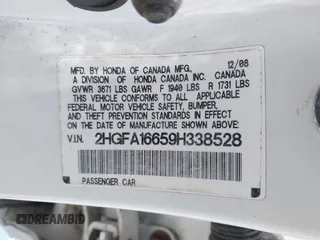 MFD. BY HONDA OF CANADA MFG. 12/08
A DIVISION OF HONDA CANADA INC. CANADA
GVWR 3671 LBS GAWR F 1940 LBS R 1731 LBS
THIS VEHICLE CONFORMS TO ALL APPLICABLE
FEDERAL MOTOR VEHICLE SAFETY, BUMPER,
AND THEFT PREVENTION STANDARDS IN EFFECT
ON THE DATE OF MANUFACTURE SHOWN ABOVE.
V.I.N. 2HGFA16659H338528
PASSENGER CAR
DREAMBID